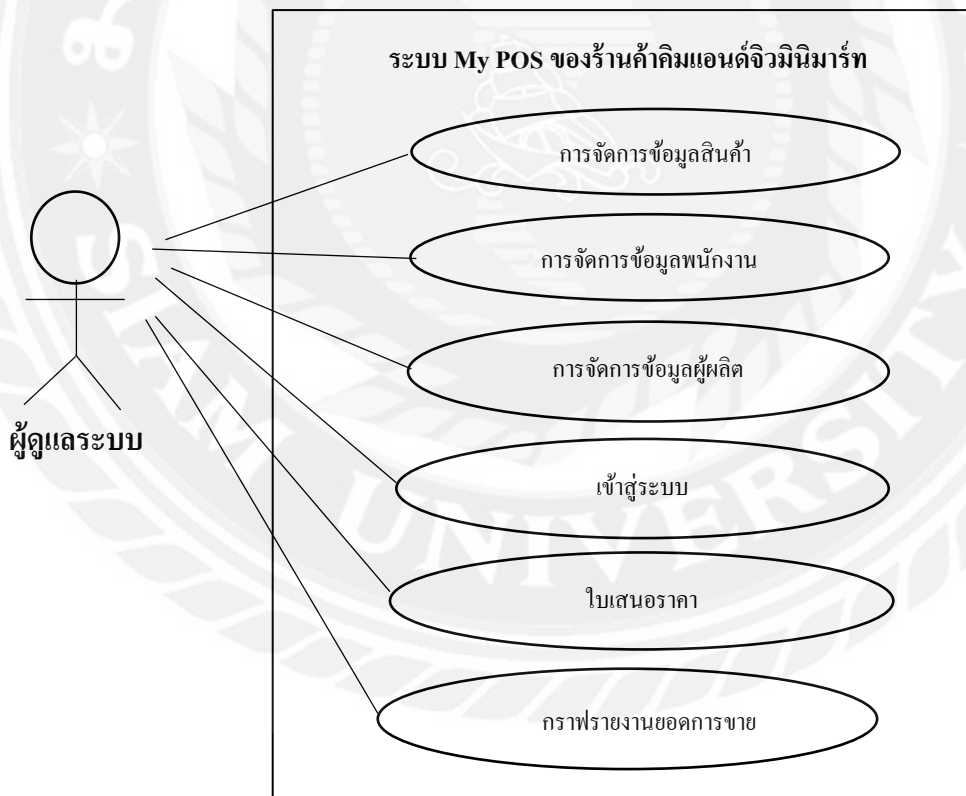 ระบบ My POS ของร้านค้าคิมแอนด์จิวมินิมาร์ท
การจัดการข้อมูลสินค้า
การจัดการข้อมูลพนักงาน
การจัดการข้อมูลผู้ผลิต
ผู้ดูแลระบบ
เข้าสู่ระบบ
ใบเสนอราคา
กราฟรายงานยอดการขาย
SIAM UNIVERSITY